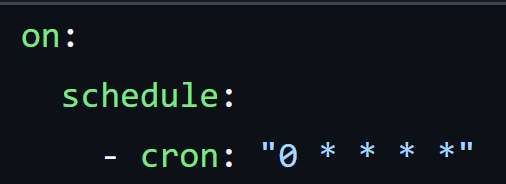 on:
  schedule:
    - cron: "0 * * * *"